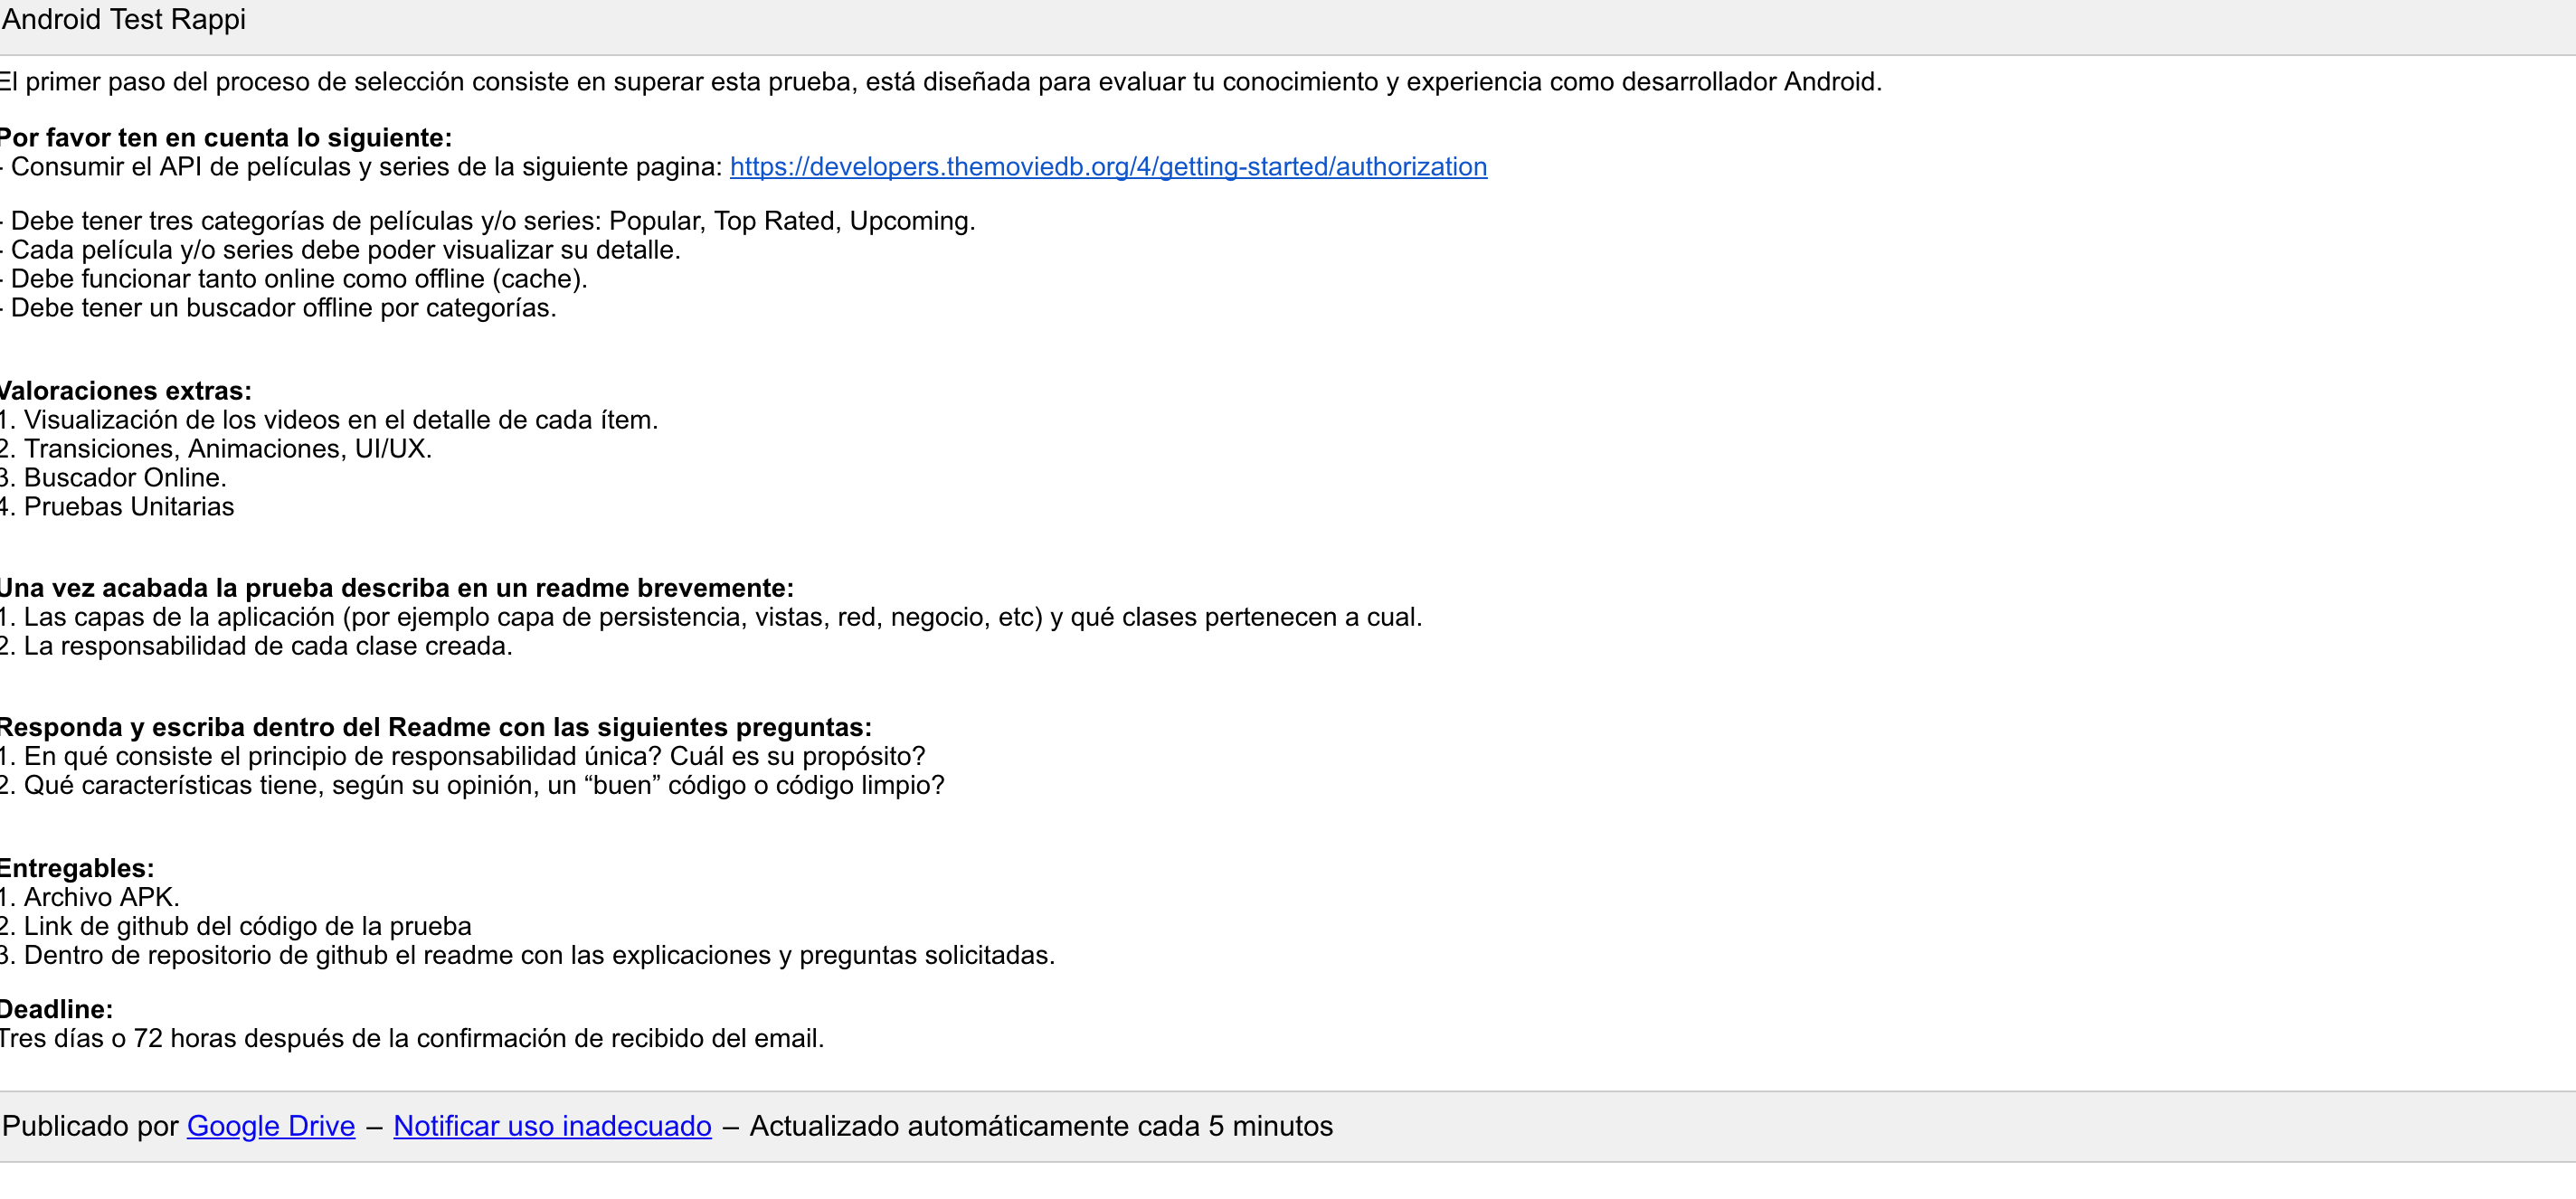 Android Test Rappi
El primer paso del proceso de selección consiste en superar esta prueba, está diseñada para evaluar tu conocimiento y experiencia como desarrollador Android.
Por favor ten en cuenta lo siguiente:
- Consumir el API de películas y series de la siguiente pagina: https://developers.themoviedb.org/4/getting-started/authorization
- Debe tener tres categorías de películas y/o series: Popular, Top Rated, Upcoming.
- Cada película y/o series debe poder visualizar su detalle.
- Debe funcionar tanto online como offline (cache).
- Debe tener un buscador offline por categorías.
Valoraciones extras:
1. Visualización de los videos en el detalle de cada ítem.
2. Transiciones, Animaciones, UI/UX.
3. Buscador Online.
4. Pruebas Unitarias
Una vez acabada la prueba describa en un readme brevemente:
1. Las capas de la aplicación (por ejemplo capa de persistencia, vistas, red, negocio, etc) y qué clases pertenecen a cual.
2. La responsabilidad de cada clase creada.
Responda y escriba dentro del Readme con las siguientes preguntas:
1. En qué consiste el principio de responsabilidad única? Cuál es su propósito?
2. Qué características tiene, según su opinión, un “buen” código o código limpio?
Entregables:
1. Archivo APK.
2. Link de github del código de la prueba
3. Dentro de repositorio de github el readme con las explicaciones y preguntas solicitadas.
Deadline:
Tres días o 72 horas después de la confirmación de recibido del email.
Publicado por Google Drive – Notificar uso inadecuado – Actualizado automáticamente cada 5 minutos